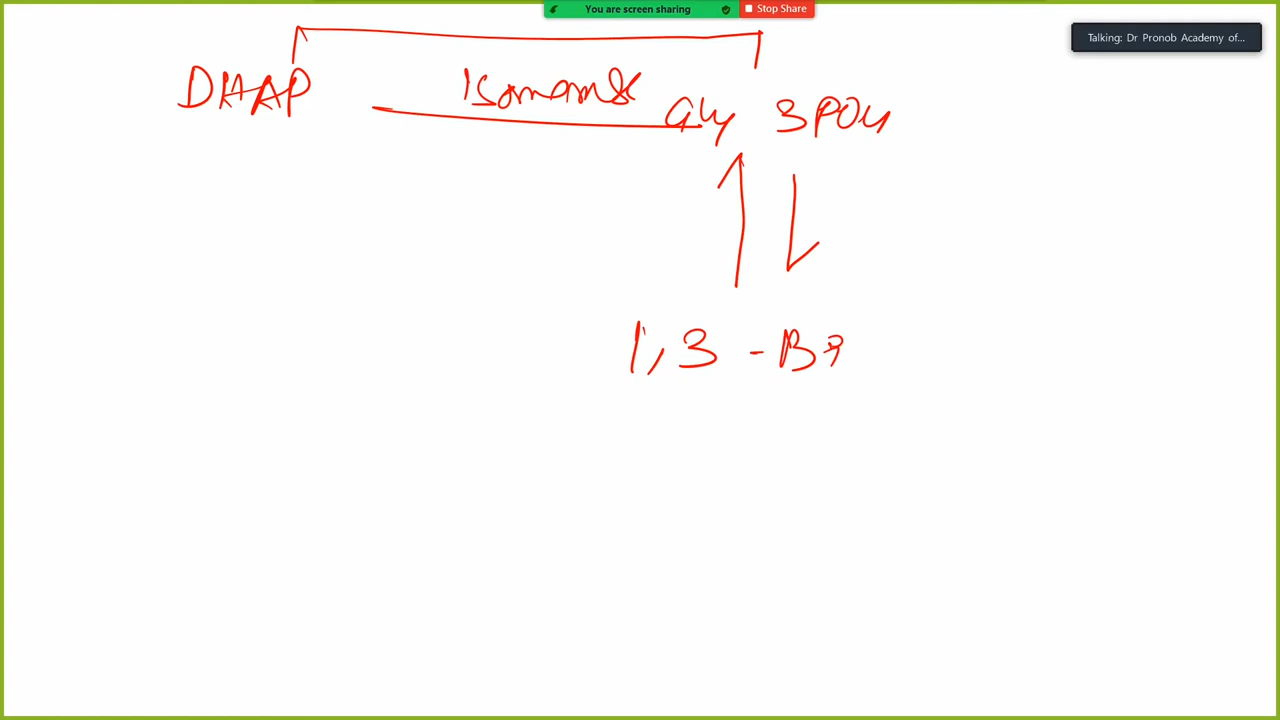 You are screen sharing Stop Share
Talking: Dr Pronob Academy of...
DHAP Isomerase Gly 3PO4
1,3 - B